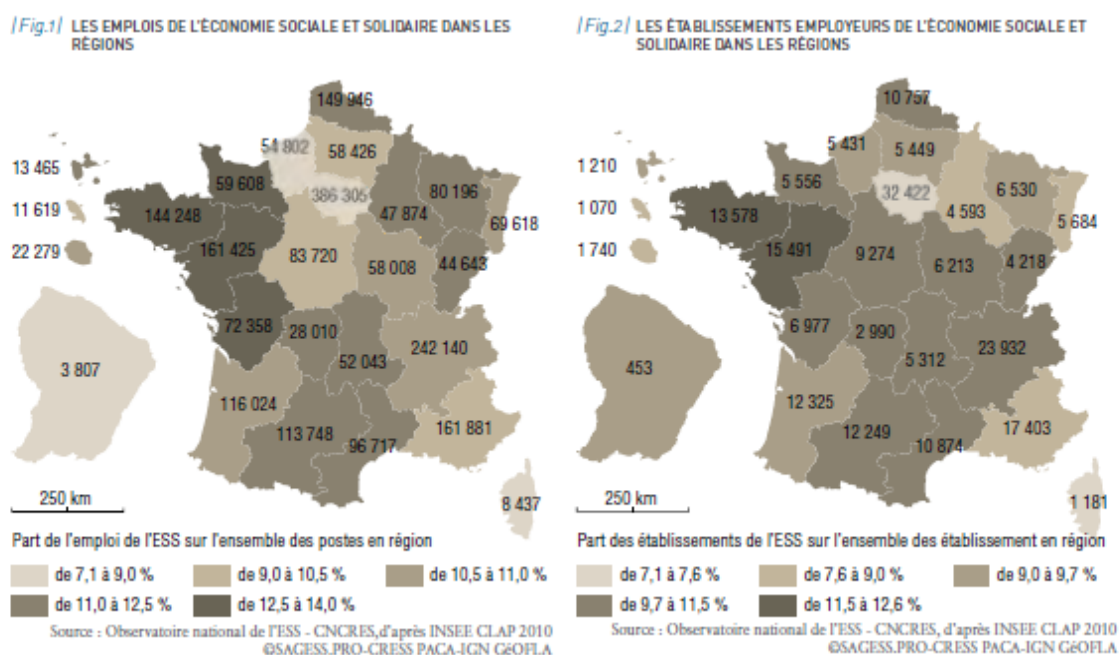 |Fig.1| LES EMPLOIS DE L'ÉCONOMIE SOCIALE ET SOLIDAIRE DANS LES
RÉGIONS
149 946
54 802
58 426
13 465
59 608
386 305
80 196
11 619
144 248
47 874
69 618
22 279
161 425
83 720
58 008
44 643
72 358
28 010
242 140
3 807
52 043
116 024
113 748
96 717
161 881
250 km
8 437
Part de l'emploi de l'ESS sur l'ensemble des postes en région
de 7,1 à 9,0 %
de 9,0 à 10,5 %
de 10,5 à 11,0 %
de 11,0 à 12,5 %
de 12,5 à 14,0 %
Source : Observatoire national de l'ESS - CNCRES,d'après INSEE CLAP 2010
©SAGESS.PRO-CRESS PACA-IGN GéOFLA
|Fig.2| LES ÉTABLISSEMENTS EMPLOYEURS DE L'ÉCONOMIE SOCIALE ET
SOLIDAIRE DANS LES RÉGIONS
10 757
5 431
5 449
1 210
5 556
32 422
6 530
1 070
13 578
4 593
5 684
1 740
15 491
9 274
6 213
4 218
6 977
2 990
23 932
453
5 312
12 325
12 249
10 874
17 403
250 km
1 181
Part des établissements de l'ESS sur l'ensemble des établissement en région
de 7,1 à 7,6 %
de 7,6 à 9,0 %
de 9,0 à 9,7 %
de 9,7 à 11,5 %
de 11,5 à 12,6 %
Source : Observatoire national de l'ESS - CNCRES, d'après INSEE CLAP 2010
©SAGESS.PRO-CRESS PACA-IGN GéOFLA